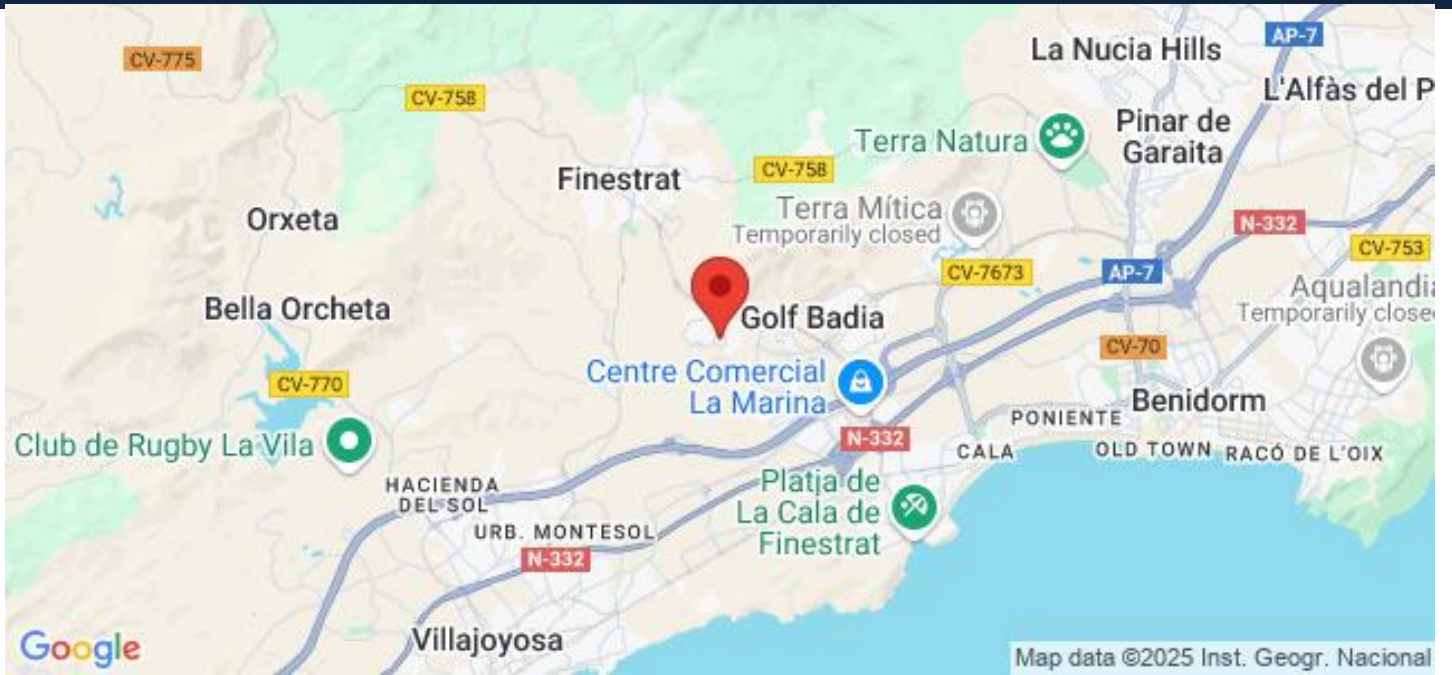 CV-775
CV-758
La Nucia Hills
AP-7
L'Alfàs del P
Pinar de
Garaita
Terra Natura
CV-758
Finestrat
Terra Mítica
Temporarily closed
Orxeta
N-332
CV-753
CV-7673
AP-7
Aqualandia
Temporarily close
Bella Orcheta
Golf Badia
CV-70
Centre Comercial
La Marina
CV-770
PONIENTE
Benidorm
Club de Rugby La Vila
N-332
CALA
OLD TOWN
RACÓ DE L'OIX
HACIENDA
DEL SOL
Platja de
La Cala de
Finestrat
URB. MONTESOL
N-332
Villajoyosa
Google
Map data ©2025 Inst. Geogr. Nacional